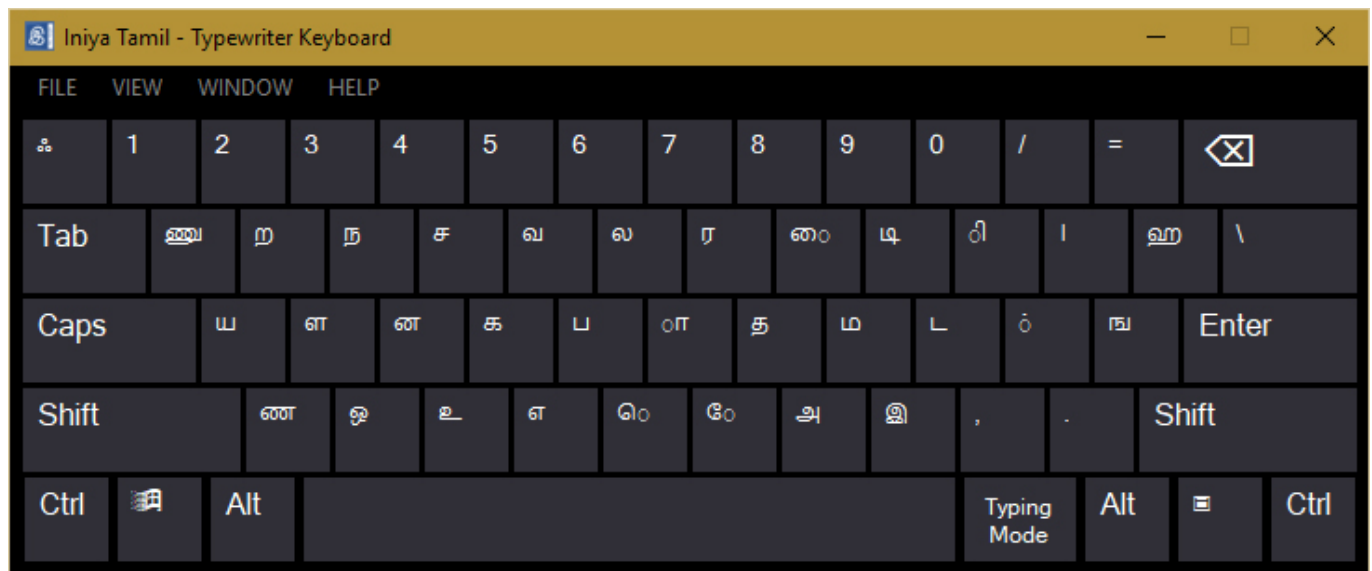 Iniya Tamil - Typewriter Keyboard
FILE VIEW WINDOW HELP
ஃ 1 2 3 4 5 6 7 8 9 0 / =
Tab ணு ற ந ச வ ல ர ை டி ி | ஹ \
Caps ய ள ன க ப ா த ம ட ் ங Enter
Shift ண ஒ உ எ ெ ே அ இ , . Shift
Ctrl Alt Typing Mode Alt Ctrl